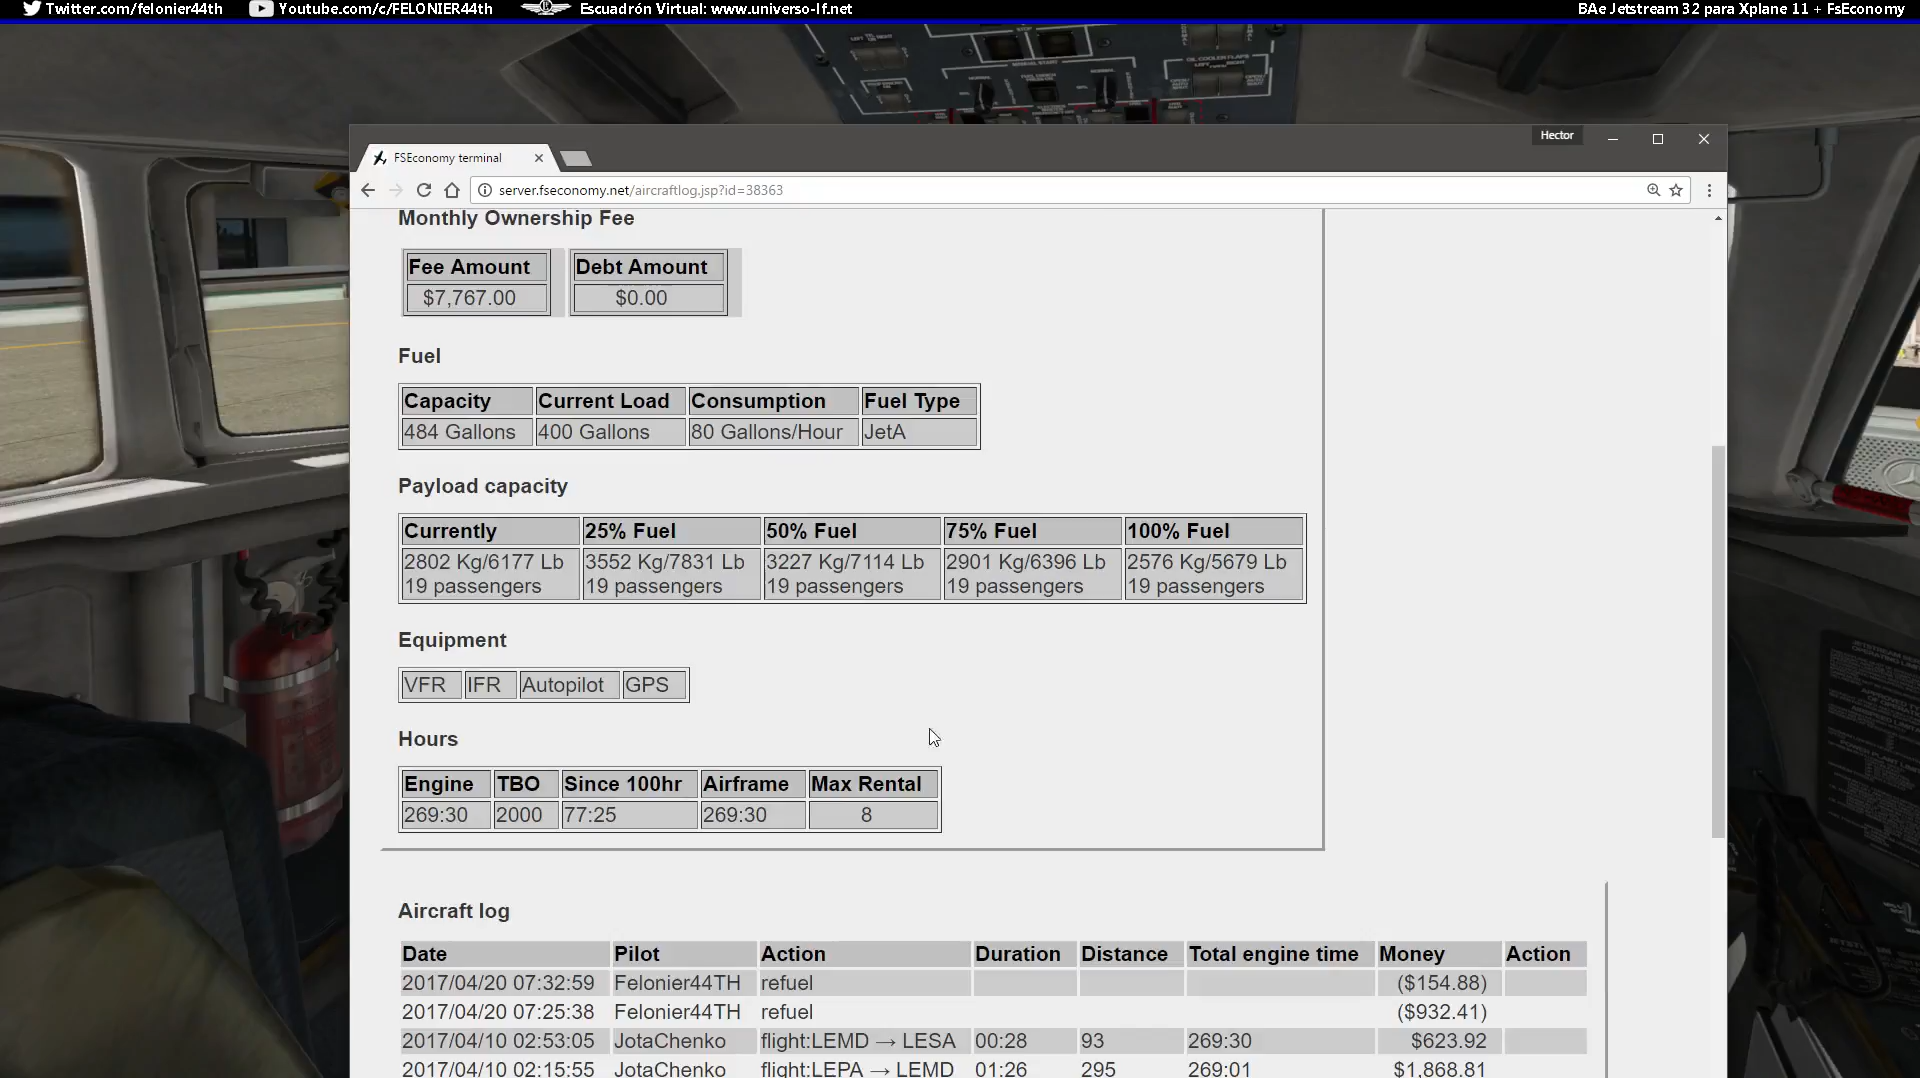 Twitter.com/felonier44th Youtube.com/c/FELONIER44th Escuadrón Virtual: www.universo-lf.net BAe Jetstream 32 para Xplane 11 + FsEconomy
Hector
FSEconomy terminal
server.fseconomy.net/aircraftlog.jsp?id=38363
Monthly Ownership Fee
Fee Amount Debt Amount
$7,767.00 $0.00
Fuel
Capacity Current Load Consumption Fuel Type
484 Gallons 400 Gallons 80 Gallons/Hour JetA
Payload capacity
Currently 25% Fuel 50% Fuel 75% Fuel 100% Fuel
2802 Kg/6177 Lb 3552 Kg/7831 Lb 3227 Kg/7114 Lb 2901 Kg/6396 Lb 2576 Kg/5679 Lb
19 passengers 19 passengers 19 passengers 19 passengers 19 passengers
Equipment
VFR IFR Autopilot GPS
Hours
Engine TBO Since 100hr Airframe Max Rental
269:30 2000 77:25 269:30 8
Aircraft log
Date Pilot Action Duration Distance Total engine time Money Action
2017/04/20 07:32:59 Felonier44TH refuel ($154.88)
2017/04/20 07:25:38 Felonier44TH refuel ($932.41)
2017/04/10 02:53:05 JotaChenko flight:LEMD → LESA 00:28 93 269:30 $623.92
2017/04/10 02:15:55 JotaChenko flight:LEPA → LEMD 01:26 295 269:01 $1,868.81